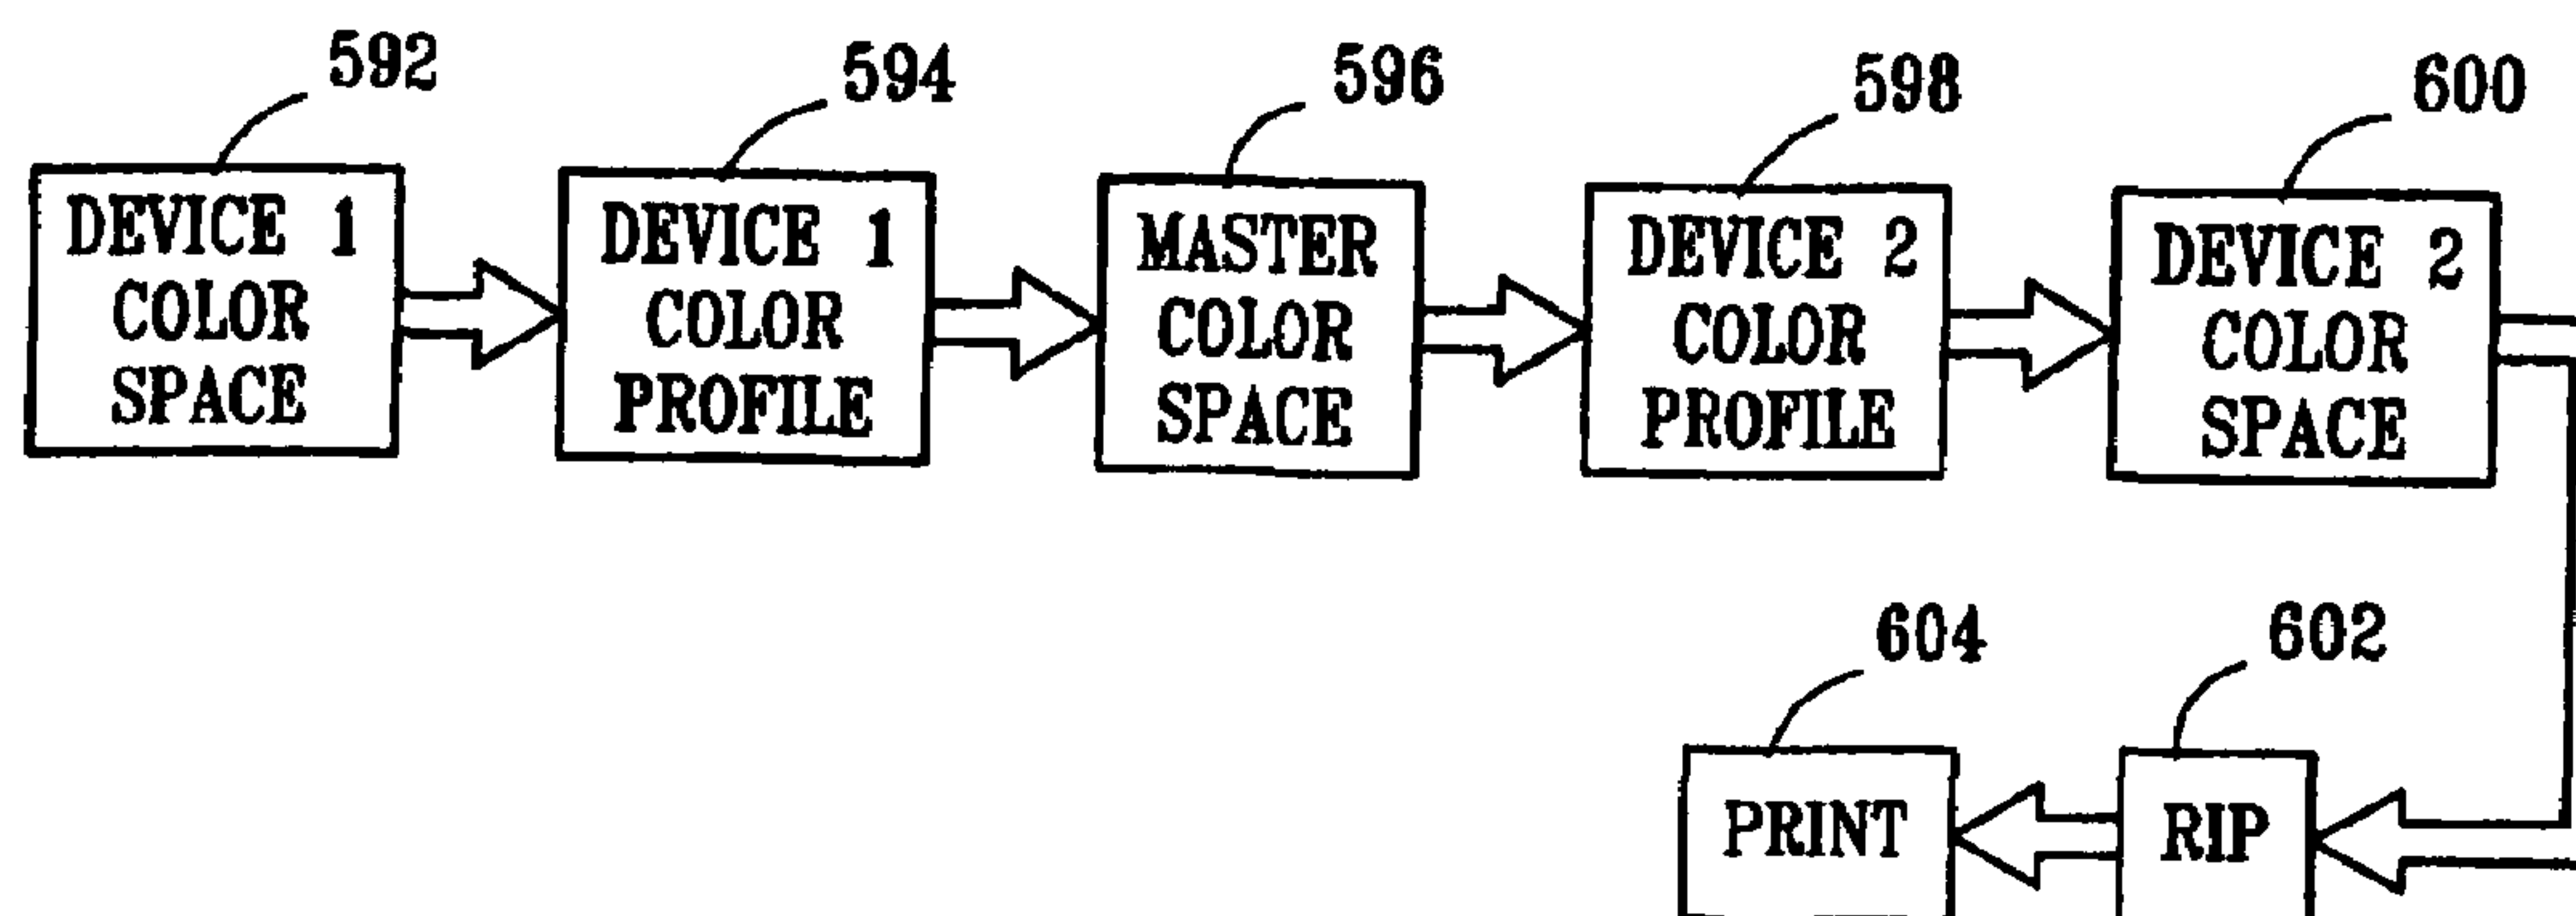 592
594
596
598
600
DEVICE 1
COLOR
SPACE
DEVICE 1
COLOR
PROFILE
MASTER
COLOR
SPACE
DEVICE 2
COLOR
PROFILE
DEVICE 2
COLOR
SPACE
604
602
PRINT
RIP